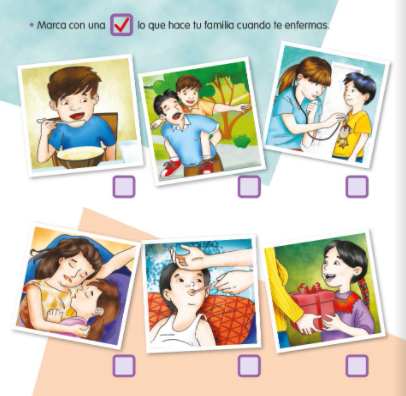 • Marca con una ☑ lo que hace tu familia cuando te enfermas.